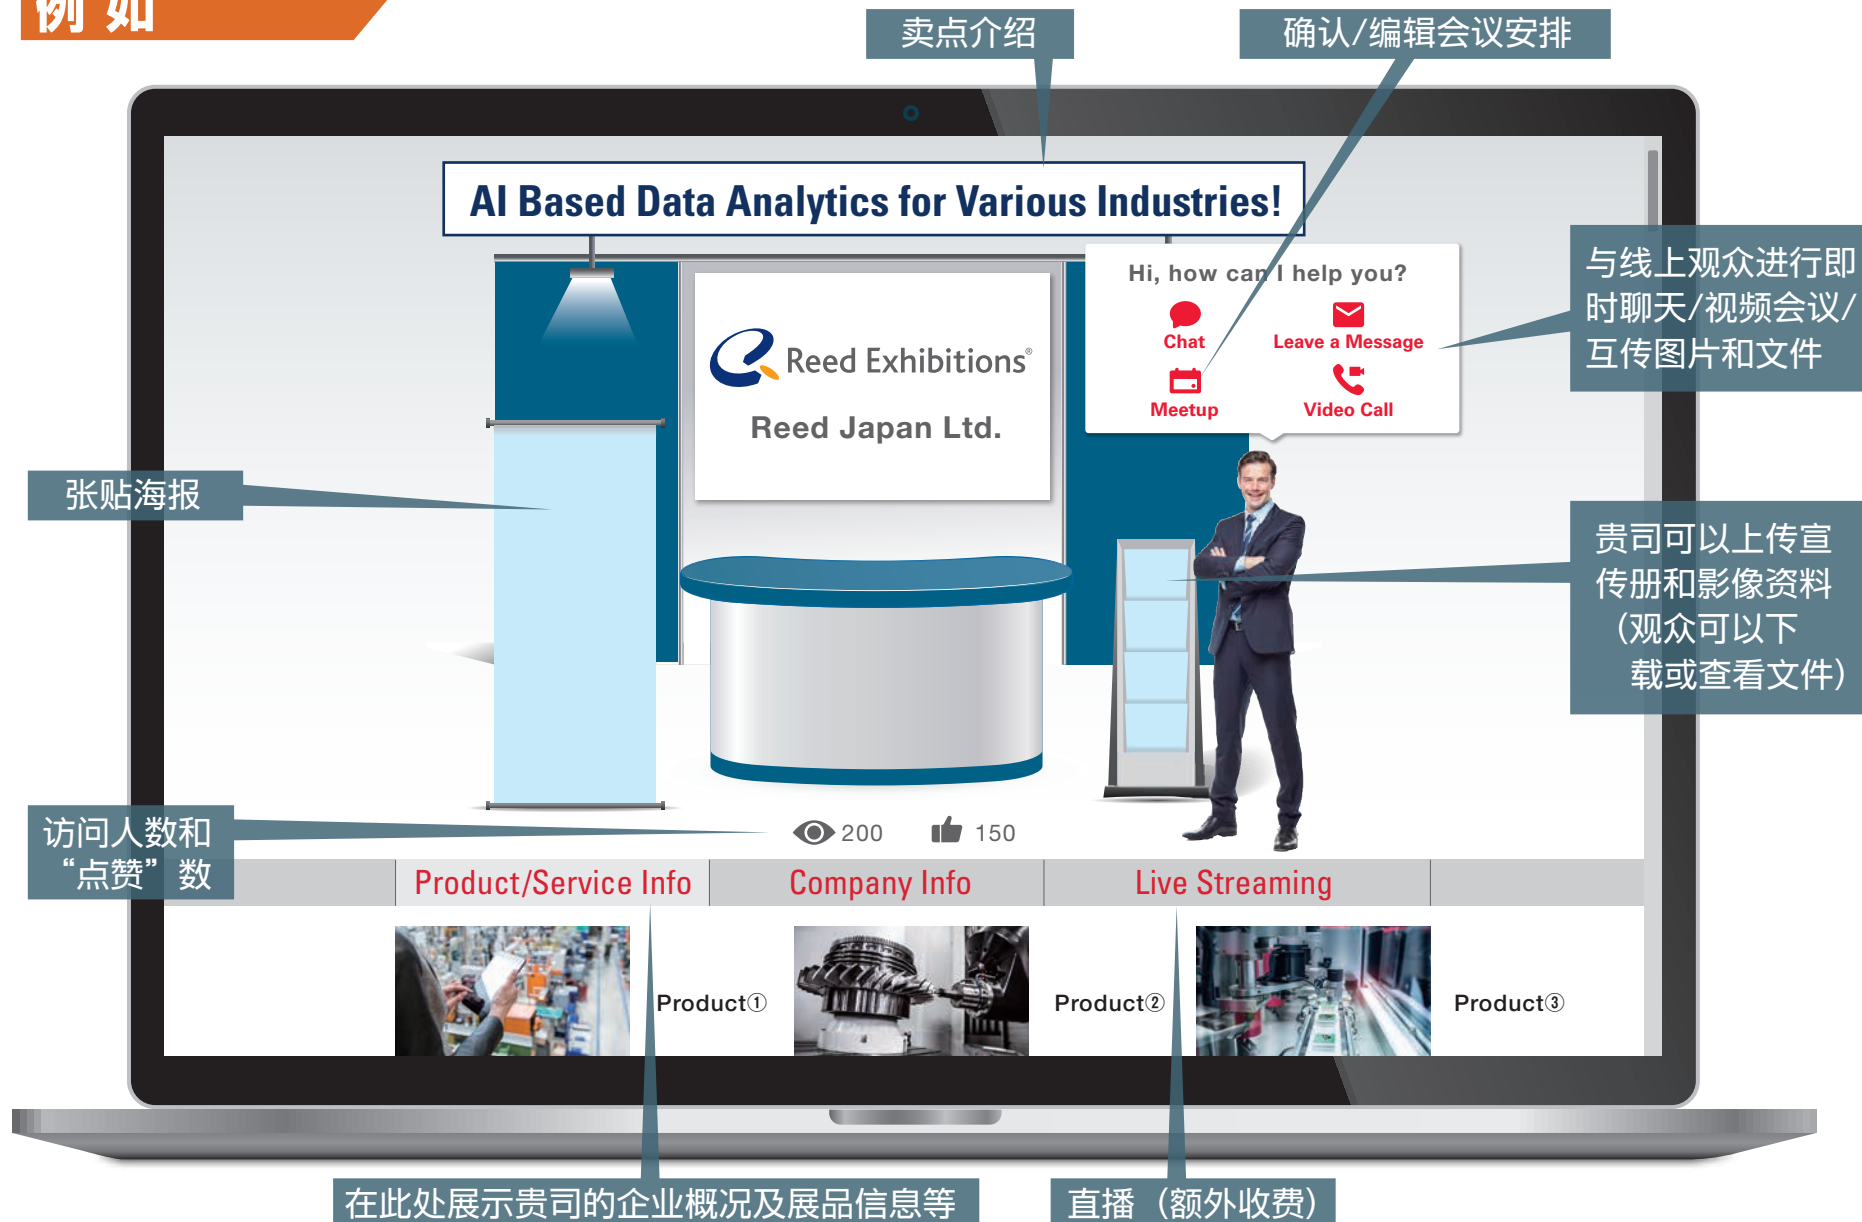 例如
卖点介绍
确认/编辑会议安排
AI Based Data Analytics for Various Industries!
Hi, how can I help you?
Chat
Leave a Message
Meetup
Video Call
与线上观众进行即
时聊天/视频会议/
互传图片和文件
Reed Exhibitions®
Reed Japan Ltd.
张贴海报
贵司可以上传宣
传册和影像资料
（观众可以下
载或查看文件）
访问人数和
“点赞”数
200
150
Product/Service Info
Company Info
Live Streaming
Product①
Product②
Product③
在此处展示贵司的企业概况及展品信息等
直播（额外收费）